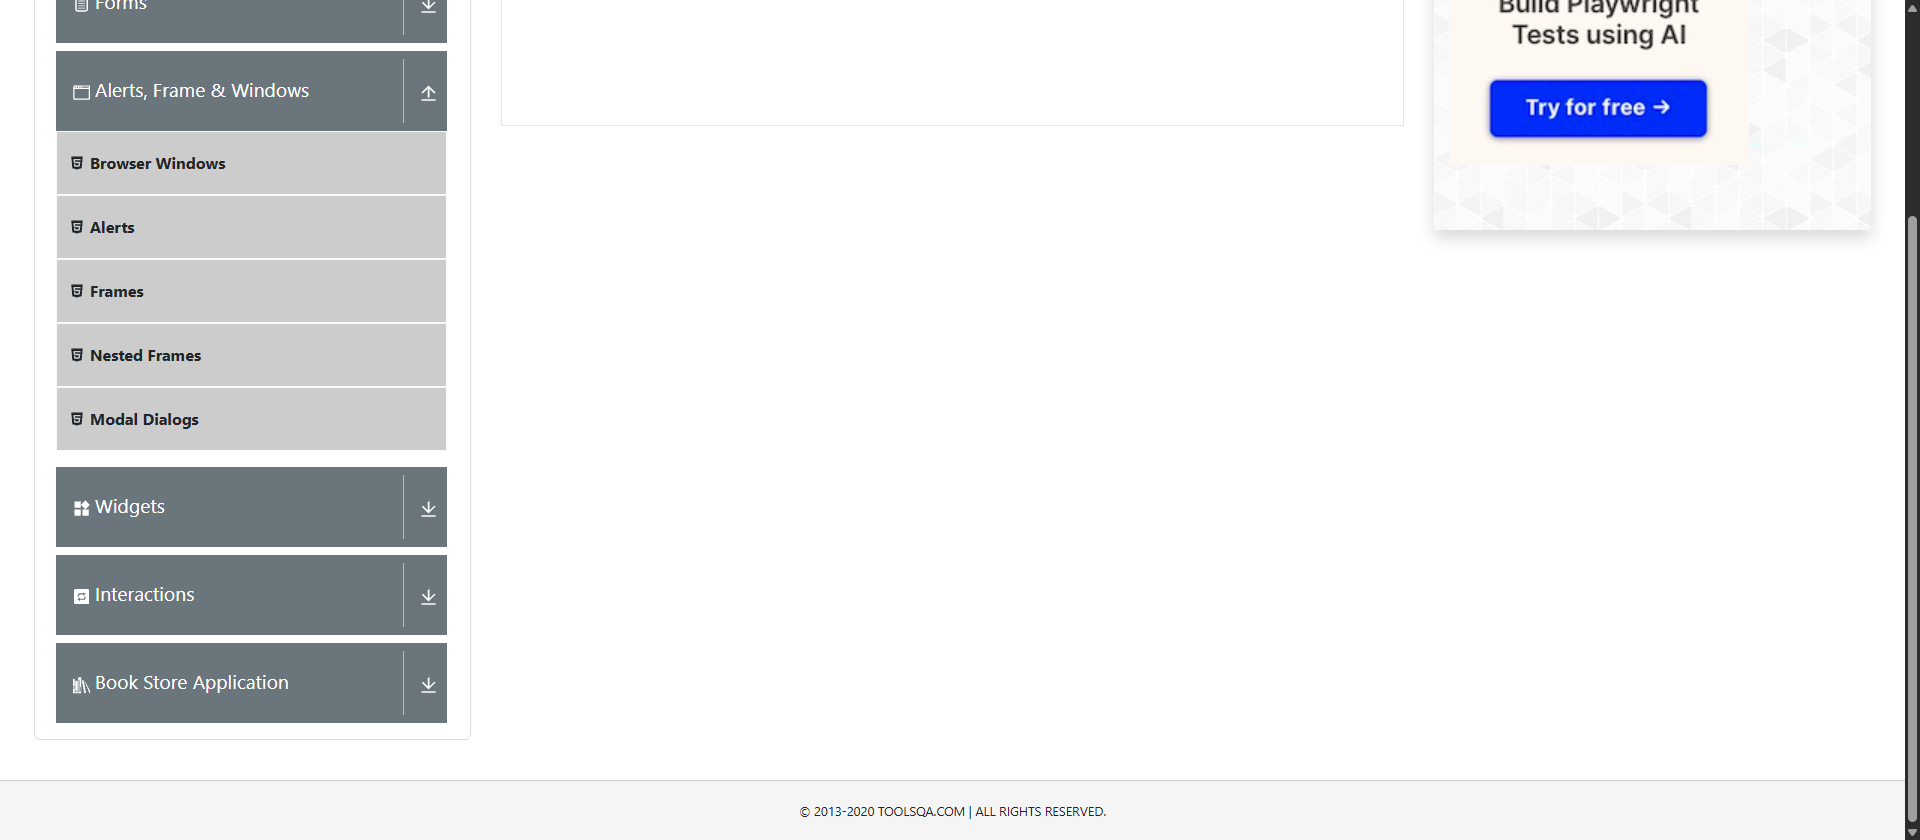 Forms
Alerts, Frame & Windows
Browser Windows
Alerts
Frames
Nested Frames
Modal Dialogs
Widgets
Interactions
Book Store Application
Build Playwright
Tests using AI
Try for free →
© 2013-2020 TOOLSQA.COM | ALL RIGHTS RESERVED.